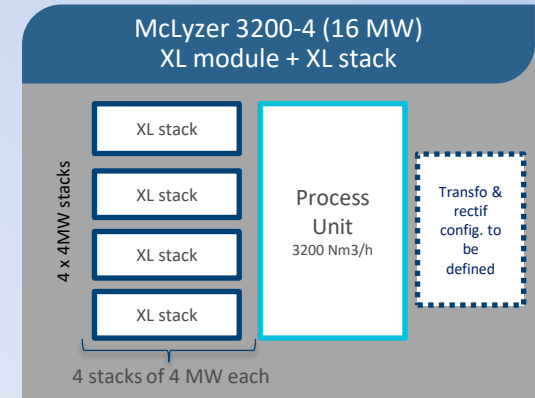 McLyzer 3200-4 (16 MW)
XL module + XL stack
4 x 4MW stacks
XL stack
XL stack
XL stack
XL stack
Process
Unit
3200 Nm3/h
Transfo &
rectif
config. to
be
defined
4 stacks of 4 MW each